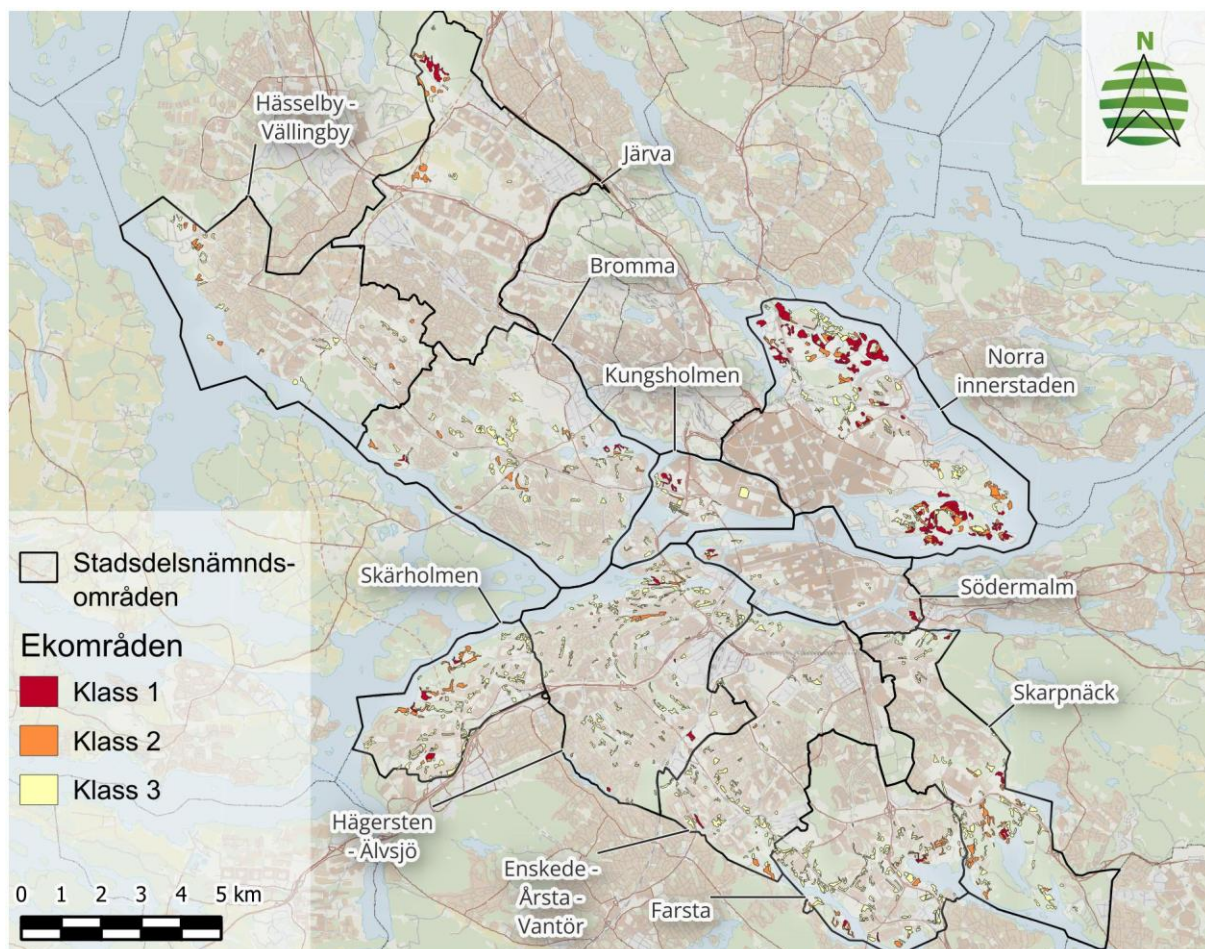 N
Hässelby -
Vällingby
Järva
Bromma
Kungsholmen
Norra
innerstaden
Skärholmen
Södermalm
Skarpnäck
Hägersten
- Älvsjö
Enskede -
Årsta -
Vantör
Farsta
Stadsdelsnämnds-
områden
Ekområden
Klass 1
Klass 2
Klass 3
0 1 2 3 4 5 km